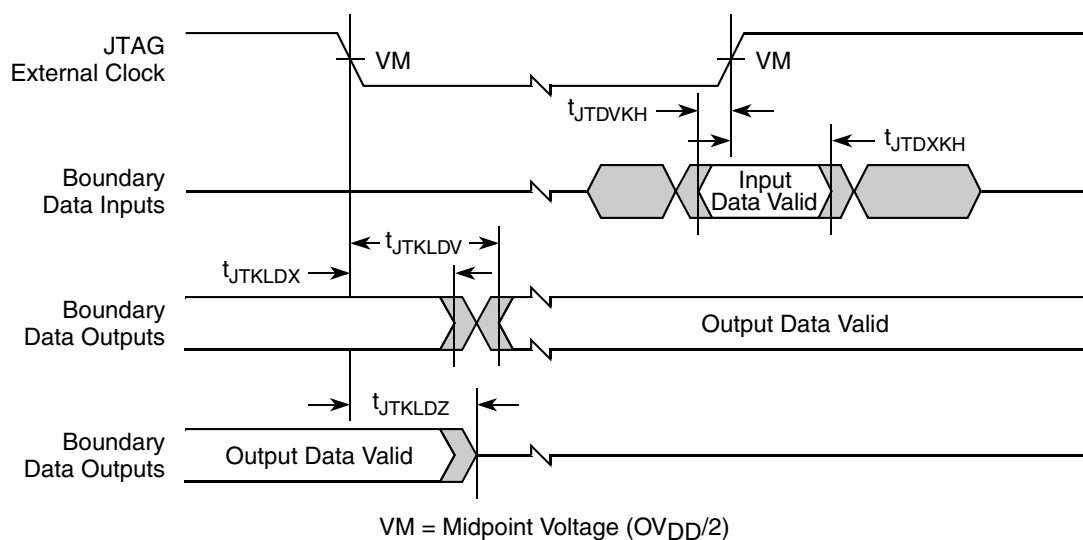 JTAG
External Clock
VM
VM
tJTDVKH
tJTDXKH
Boundary
Data Inputs
Input
Data Valid
tJTKLDV
tJTKLDX
Boundary
Data Outputs
Output Data Valid
tJTKLDZ
Boundary
Data Outputs
Output Data Valid
VM = Midpoint Voltage (OVDD/2)